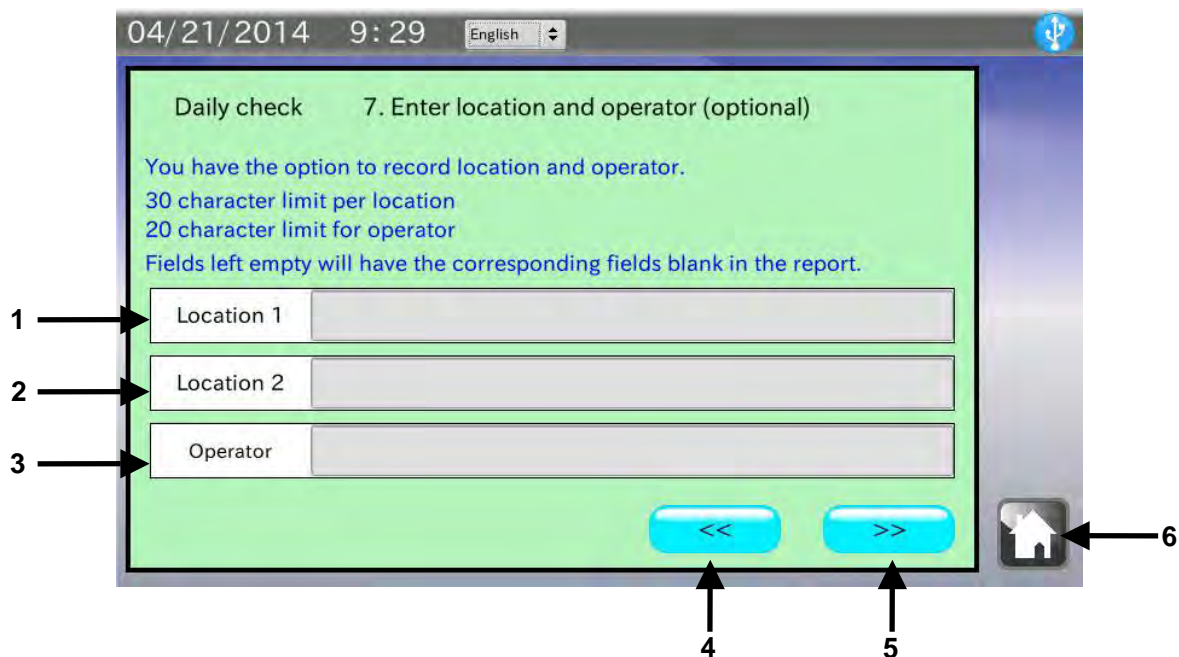 04/21/2014 9:29 English
Daily check 7. Enter location and operator (optional)
You have the option to record location and operator.
30 character limit per location
20 character limit for operator
Fields left empty will have the corresponding fields blank in the report.
1 Location 1
2 Location 2
3 Operator
<< >>
6
4 5